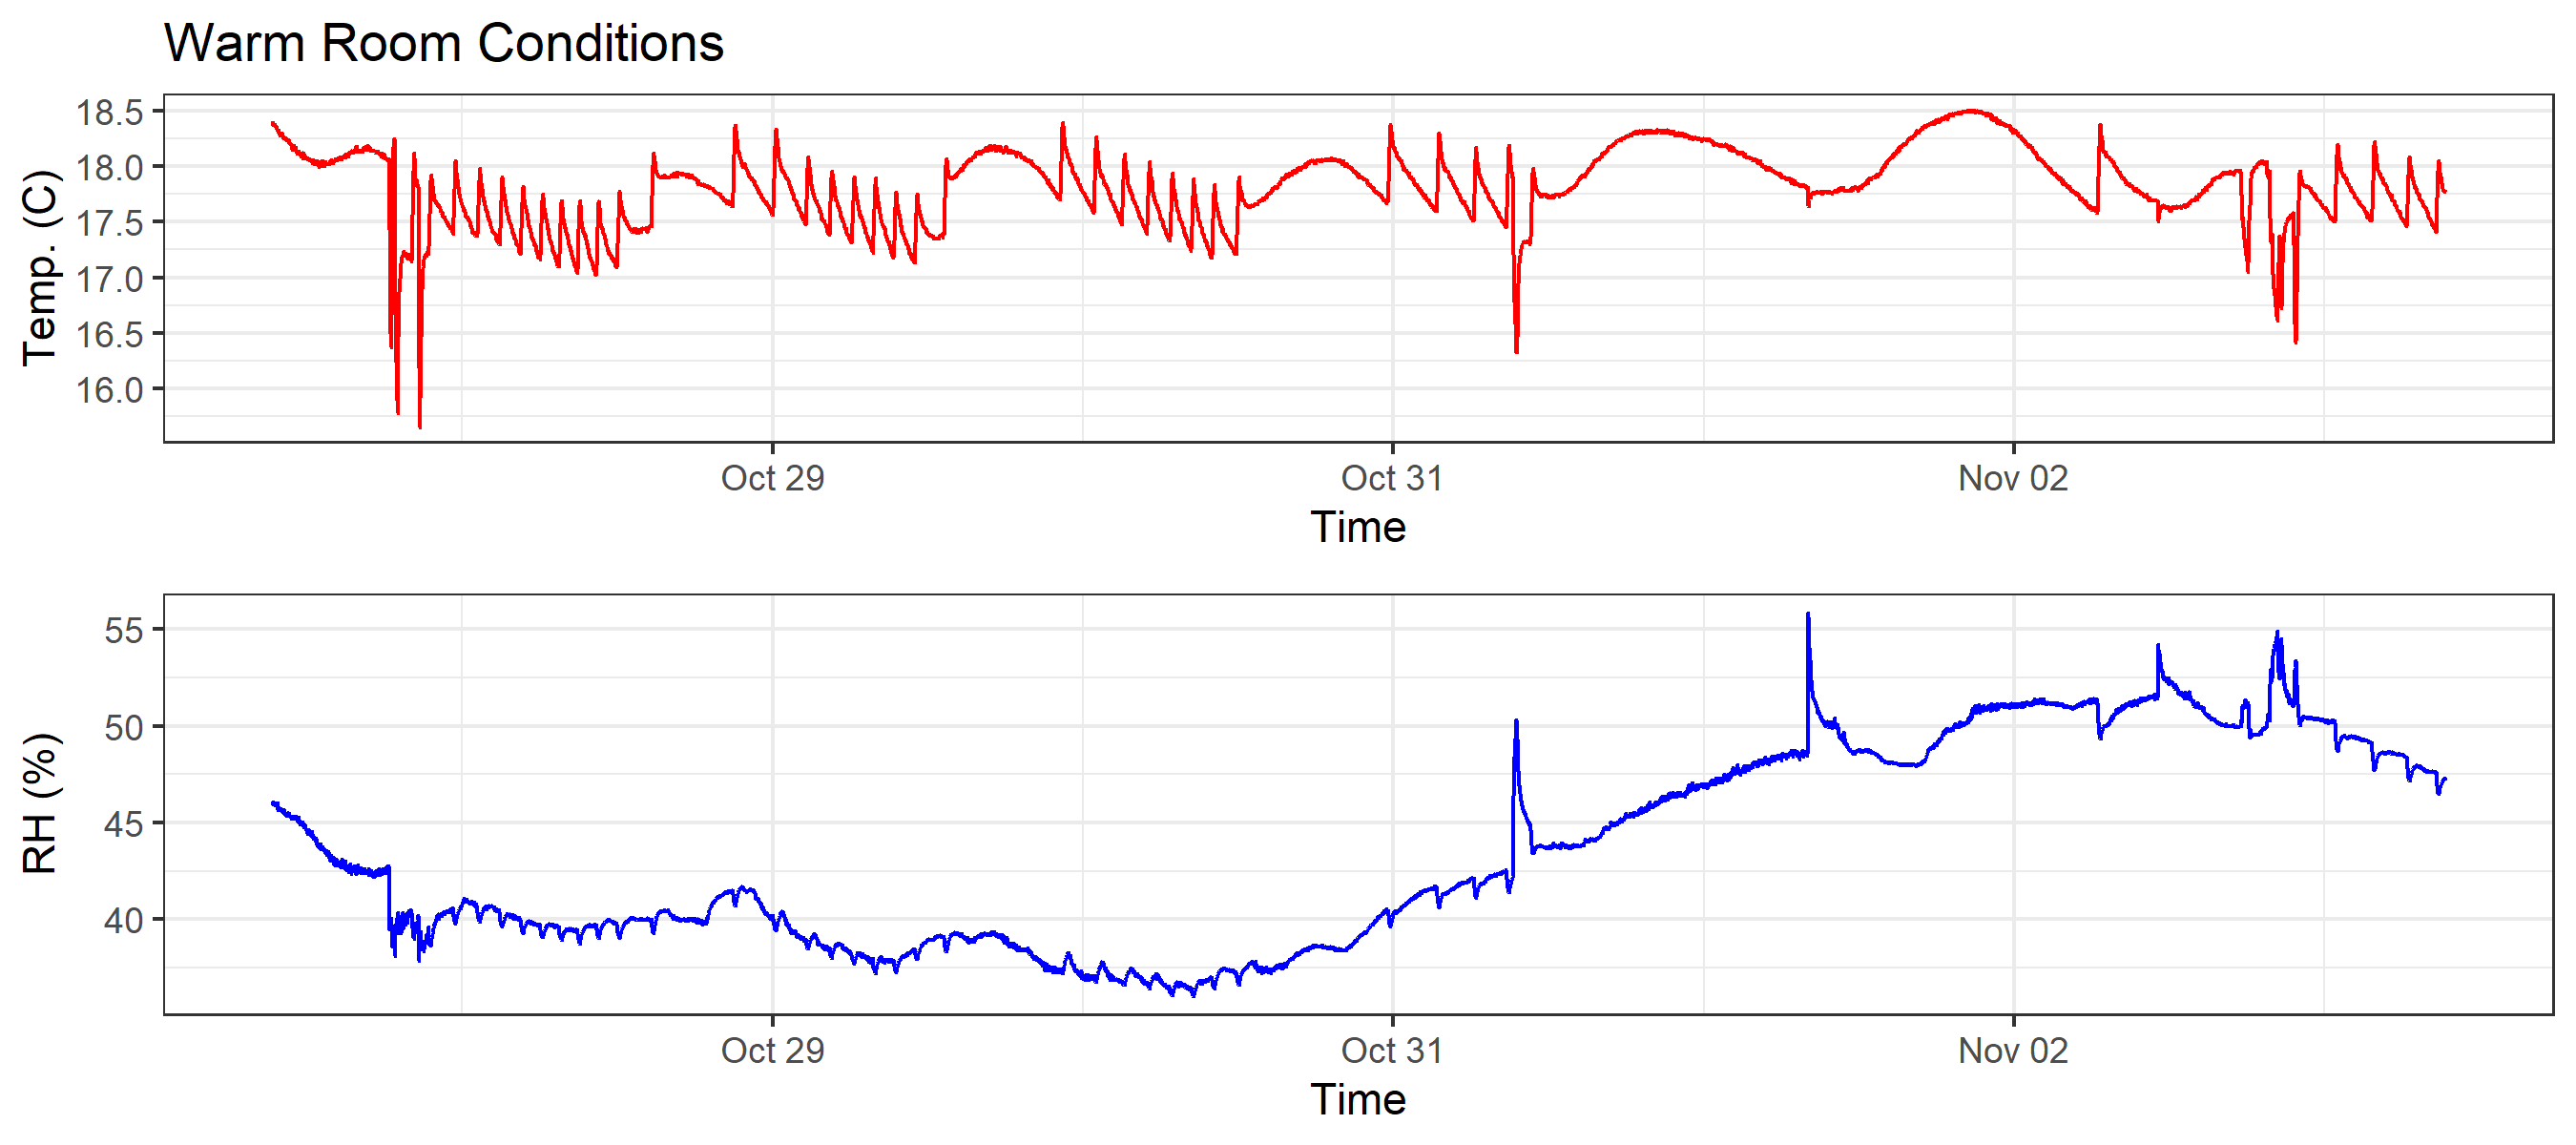 Warm Room Conditions
Temp. (C)
18.5
18.0
17.5
17.0
16.5
16.0
Oct 29 Oct 31 Nov 02
Time
RH (%)
55
50
45
40
Oct 29 Oct 31 Nov 02
Time